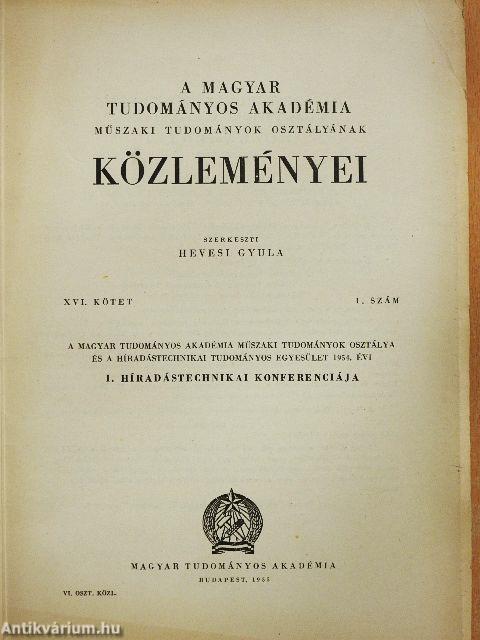 A MAGYAR
TUDOMÁNYOS AKADÉMIA
MŰSZAKI TUDOMÁNYOK OSZTÁLYÁNAK
KÖZLEMÉNYEI
SZERKESZTI
HEVESI GYULA
XVI. KÖTET 1. SZÁM
A MAGYAR TUDOMÁNYOS AKADÉMIA MŰSZAKI TUDOMÁNYOK OSZTÁLYA
ÉS A HÍRADÁSTECHNIKAI TUDOMÁNYOS EGYESÜLET 1954. ÉVI
I. HÍRADÁSTECHNIKAI KONFERENCIÁJA
MAGYAR TUDOMÁNYOS AKADÉMIA
BUDAPEST, 1955
VI. OSZT. KÖZL.
Antikvárium.hu